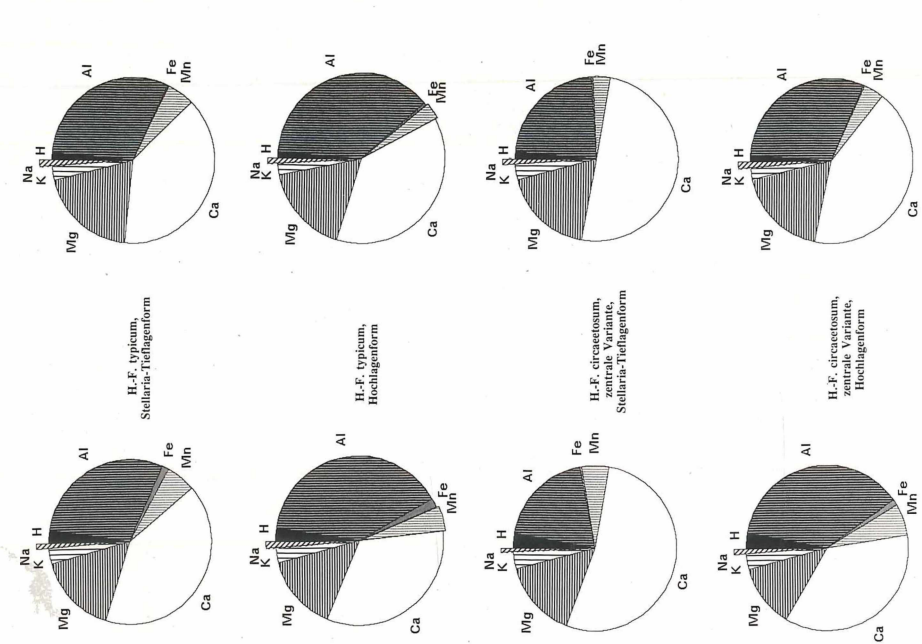 Na
H
K
Al
Mg
Fe
Mn
Ca
Na
H
K
Al
Mg
Fe
Mn
Ca
Na
H
K
Al
Mg
Fe
Mn
Ca
Na
H
K
Al
Mg
Fe
Mn
Ca
H.-F. typicum,
Stellaria-Tieflagenform
H.-F. typicum,
Hochlagenform
H.-F. circaeetosum,
zentrale Variante,
Stellaria-Tieflagenform
H.-F. circaeetosum,
zentrale Variante,
Hochlagenform
Na
H
K
Al
Mg
Fe
Mn
Ca
Na
H
K
Al
Mg
Fe
Mn
Ca
Na
H
K
Al
Mg
Fe
Mn
Ca
Na
H
K
Al
Mg
Fe
Mn
Ca